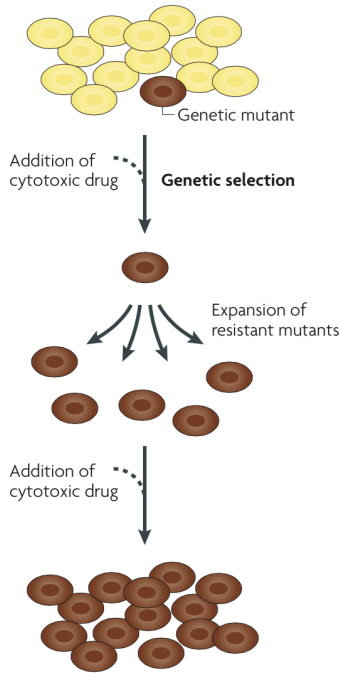 Genetic mutant
Addition of
cytotoxic drug
Genetic selection
Expansion of
resistant mutants
Addition of
cytotoxic drug